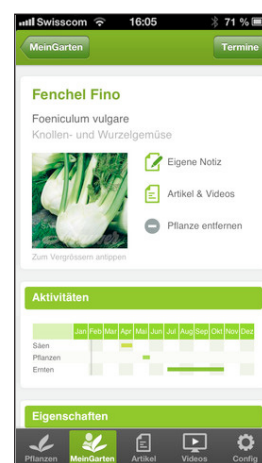 Swisscom 16:05 71 %
MeinGarten Termine
Fenchel Fino
Foeniculum vulgare
Knollen- und Wurzelgemüse
Eigene Notiz
Artikel & Videos
Pflanze entfernen
Zum Vergrössern antippen
Aktivitäten
Jan Feb Mar Apr Mai Jun Jul Aug Sep Okt Nov Dez
Säen
Pflanzen
Ernten
Eigenschaften
Pflanzen MeinGarten Artikel Videos Config